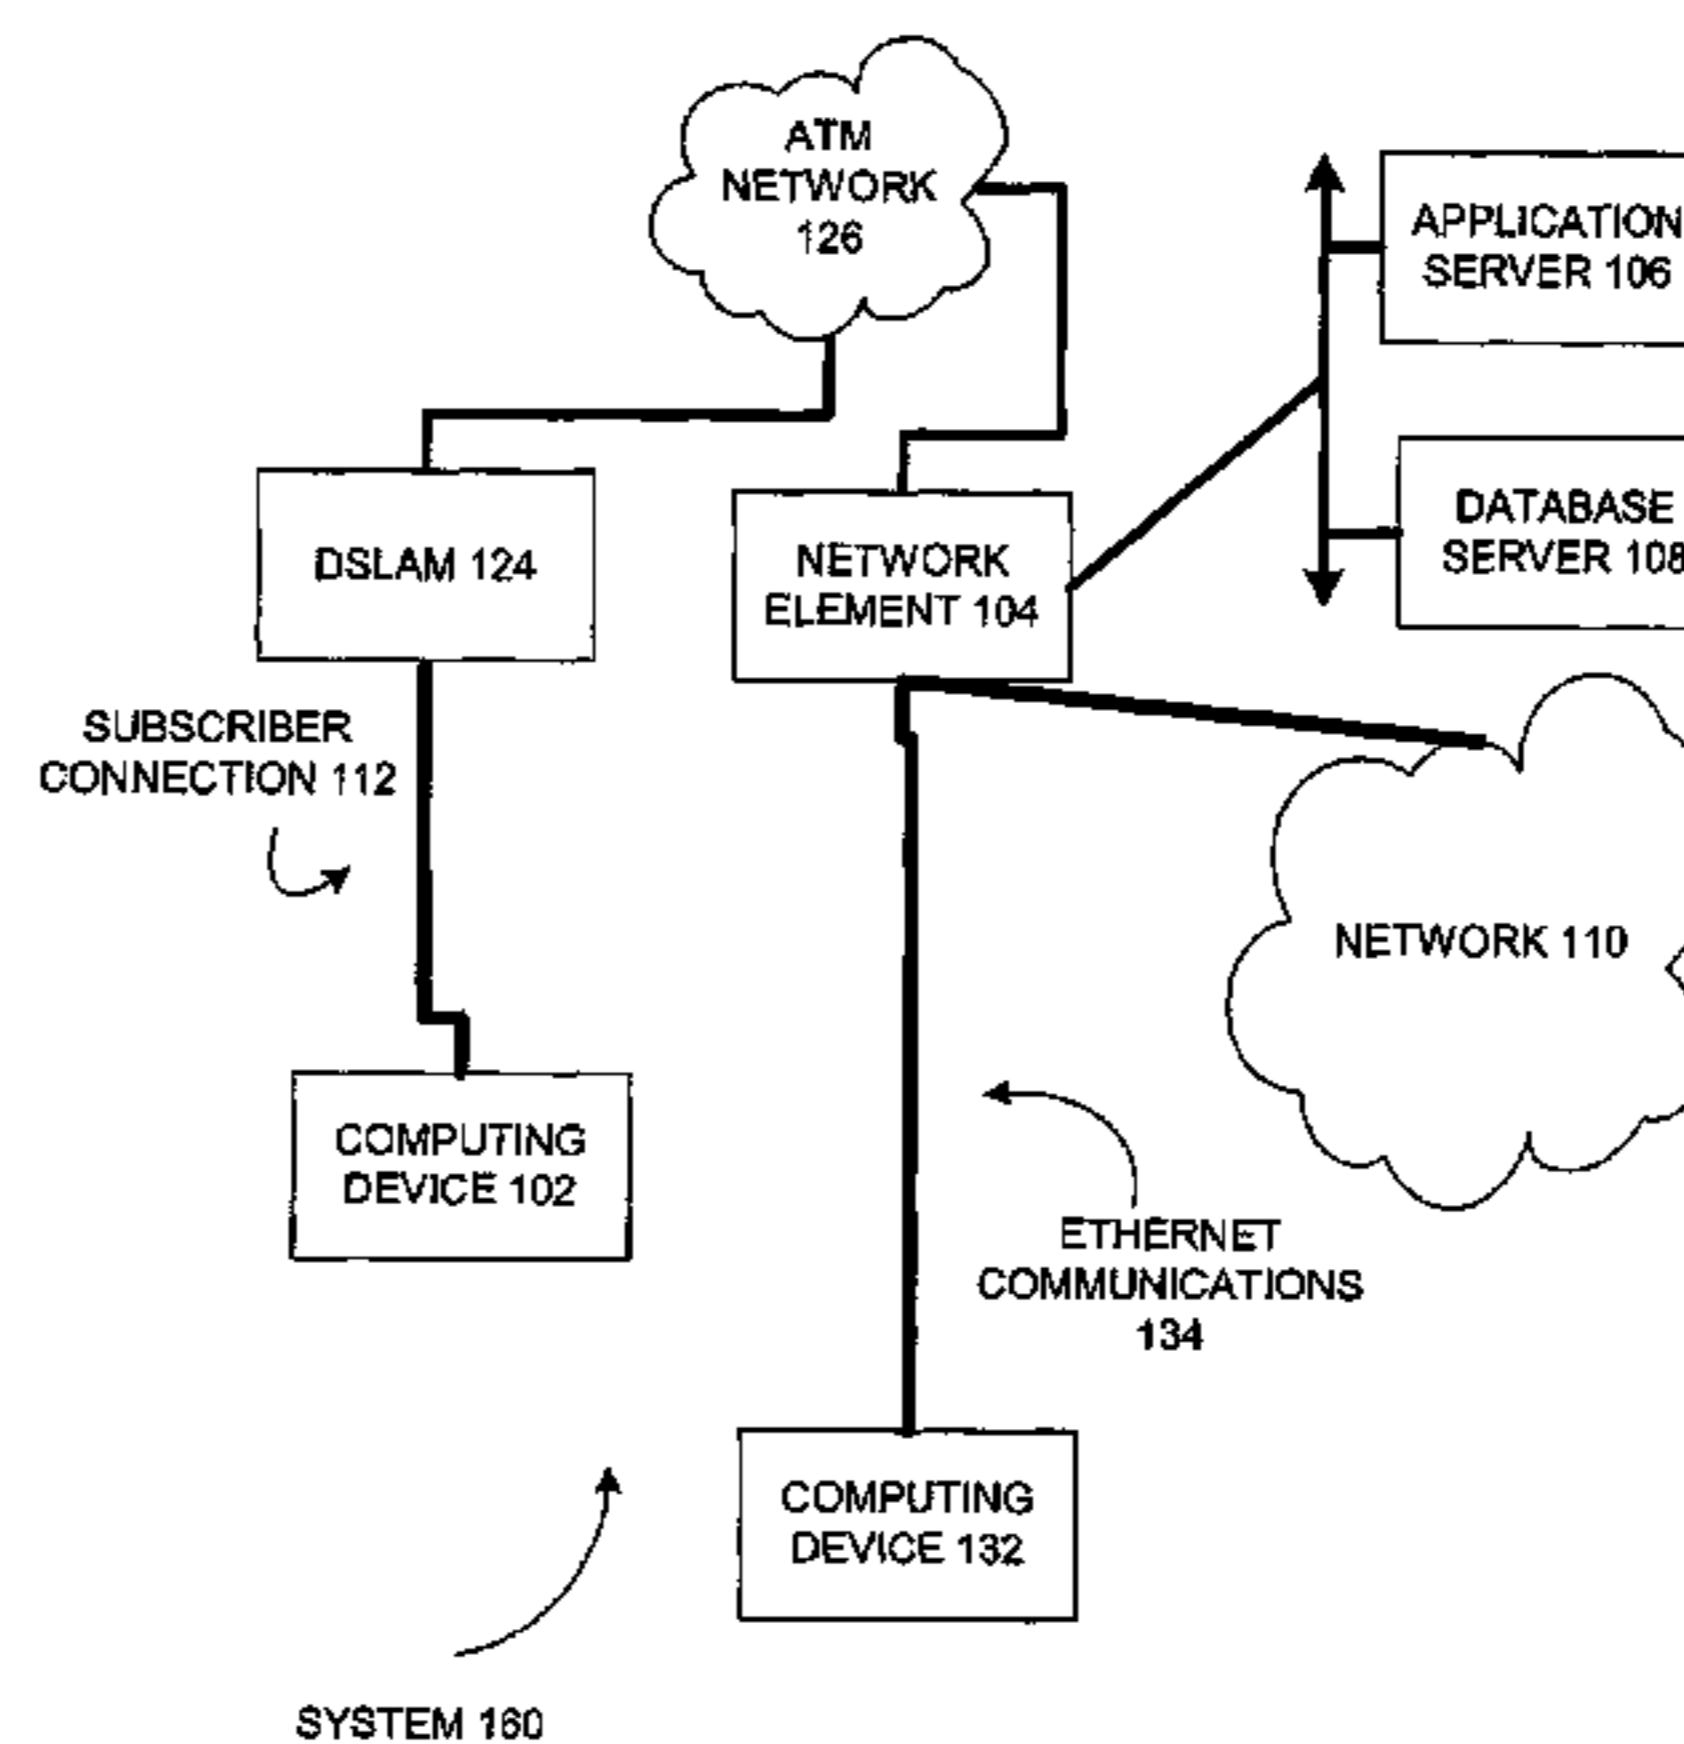 ATM
NETWORK
126
APPLICATION
SERVER 106
DSLAM 124
NETWORK
ELEMENT 104
DATABASE
SERVER 108
SUBSCRIBER
CONNECTION 112
NETWORK 110
COMPUTING
DEVICE 102
ETHERNET
COMMUNICATIONS
134
COMPUTING
DEVICE 132
SYSTEM 160